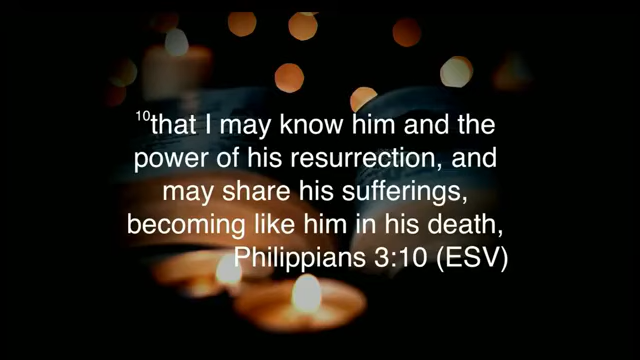 10that I may know him and the
power of his resurrection, and
may share his sufferings,
becoming like him in his death,
Philippians 3:10 (ESV)